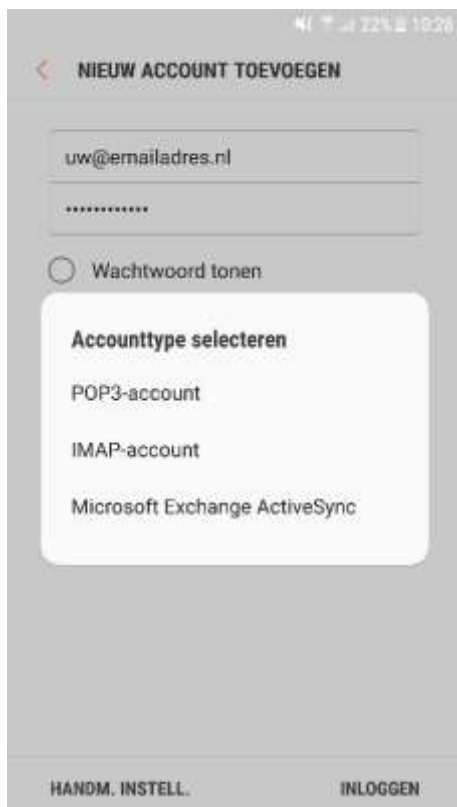 22% 10:28
NIEUW ACCOUNT TOEVOEGEN
uw@emailadres.nl
••••••••••••
Wachtwoord tonen
Accounttype selecteren
POP3-account
IMAP-account
Microsoft Exchange ActiveSync
HANDM. INSTELL. INLOGGEN